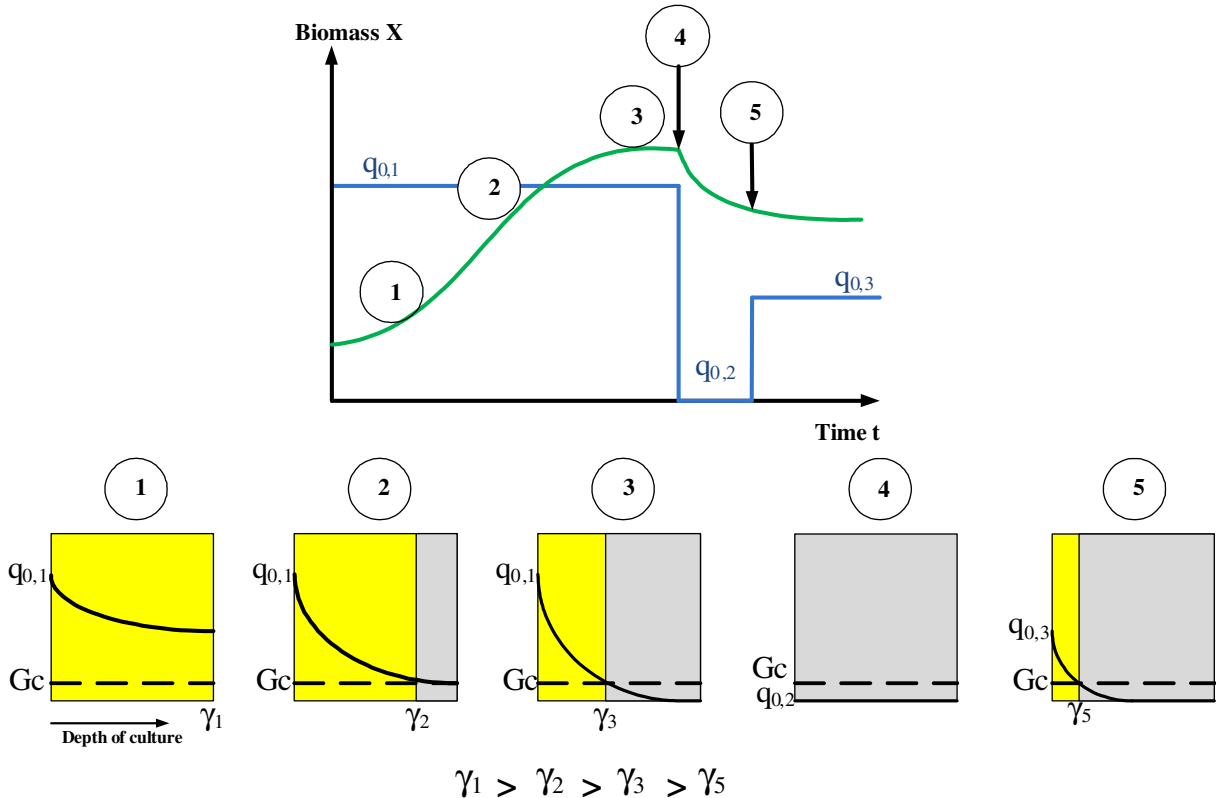 Biomass X
4
3
5
q0,1
2
1
q0,3
q0,2
Time t
1
2
3
4
5
q0,1
q0,1
q0,1
q0,3
Gc
Gc
Gc
Gc
q0,2
Gc
γ1
γ2
γ3
γ5
Depth of culture
γ1 > γ2 > γ3 > γ5